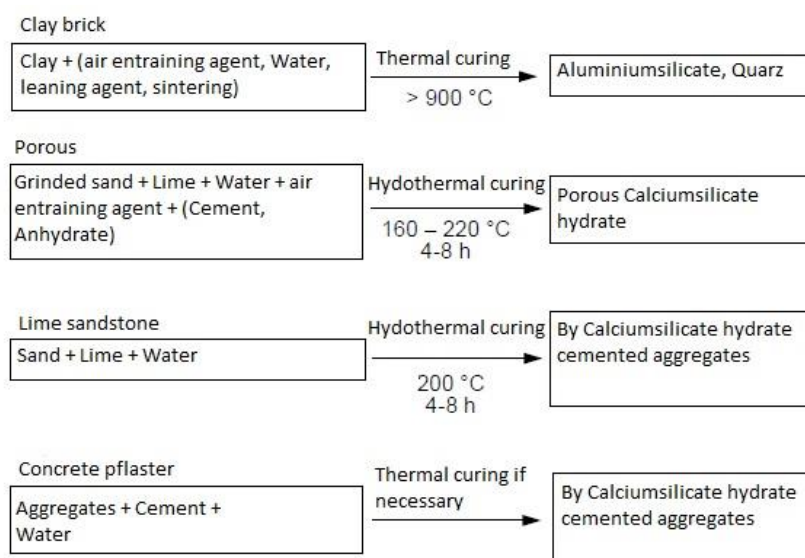 Clay brick
Clay + (air entraining agent, Water,
leaning agent, sintering)
Thermal curing
> 900 °C
Aluminiumsilicate, Quarz
Porous
Grinded sand + Lime + Water + air
entraining agent + (Cement,
Anhydrate)
Hydothermal curing
160 – 220 °C
4-8 h
Porous Calciumsilicate
hydrate
Lime sandstone
Sand + Lime + Water
Hydothermal curing
200 °C
4-8 h
By Calciumsilicate hydrate
cemented aggregates
Concrete pflaster
Aggregates + Cement +
Water
Thermal curing if
necessary
By Calciumsilicate hydrate
cemented aggregates